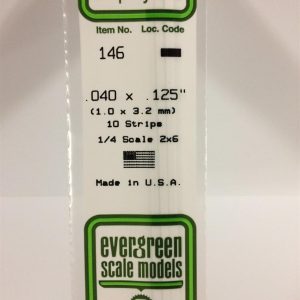 Item No. Loc. Code
146
.040 x .125"
(1.0 x 3.2 mm)
10 Strips
1/4 Scale 2x6
Made in U.S.A.
evergreen
scale models